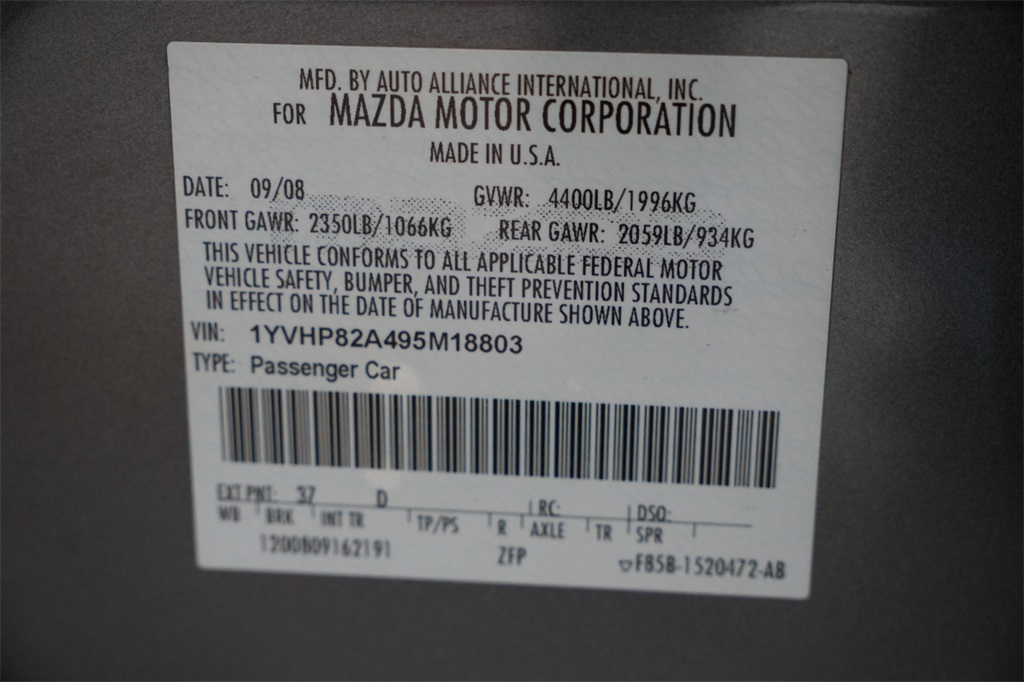 MFD. BY AUTO ALLIANCE INTERNATIONAL, INC.
FOR MAZDA MOTOR CORPORATION
MADE IN U.S.A.
DATE: 09/08 GVWR: 4400LB/1996KG
FRONT GAWR: 2350LB/1066KG REAR GAWR: 2059LB/934KG
THIS VEHICLE CONFORMS TO ALL APPLICABLE FEDERAL MOTOR
VEHICLE SAFETY, BUMPER, AND THEFT PREVENTION STANDARDS
IN EFFECT ON THE DATE OF MANUFACTURE SHOWN ABOVE.
VIN: 1YVHP82A495M18803
TYPE: Passenger Car
EXT PNT: 37 D RC: DSO:
WB BRK INT TR TP/PS R AXLE TR SPR
1200809162191 ZFP F85B-1520472-AB